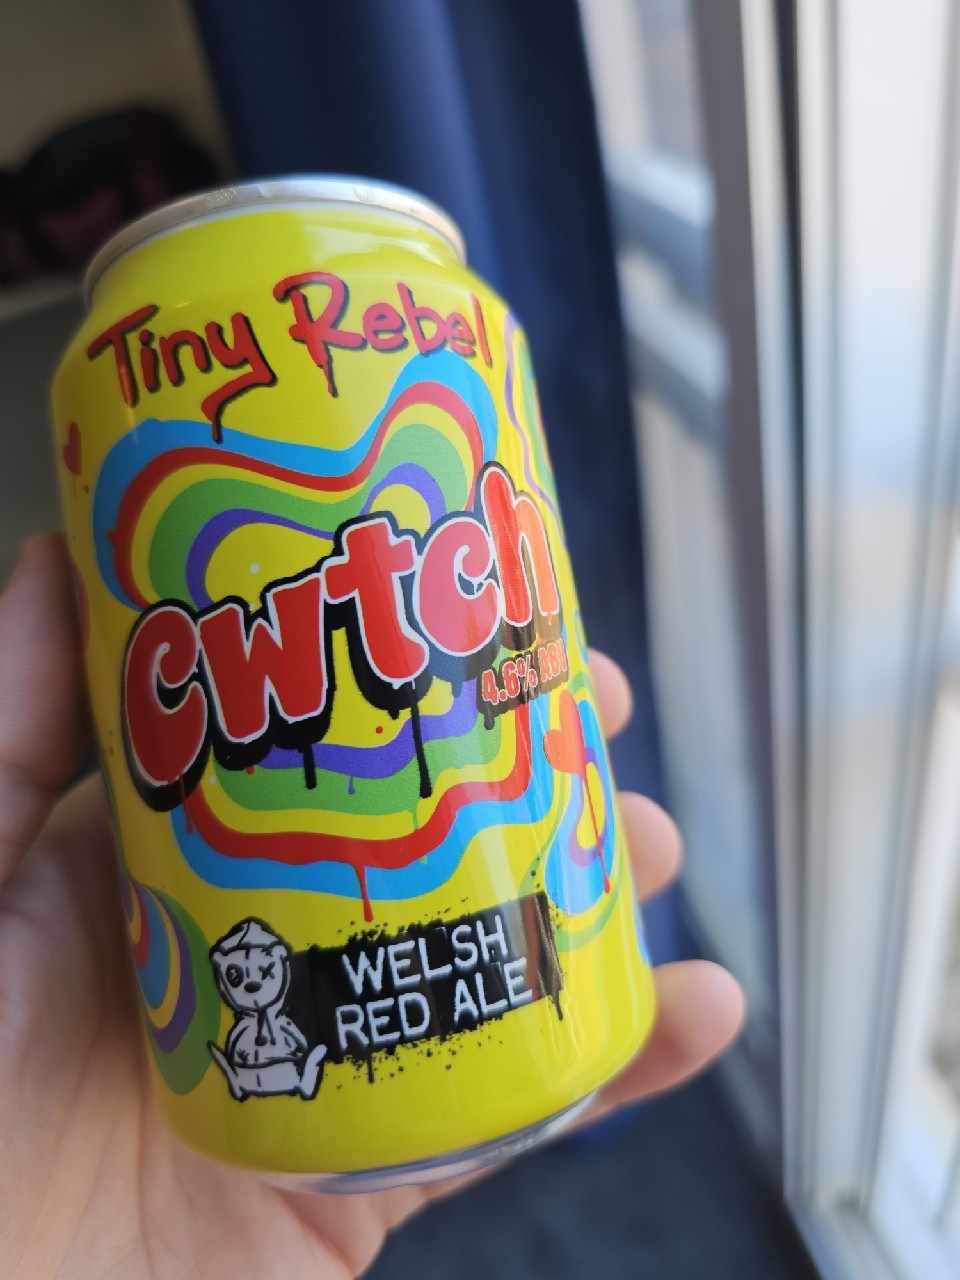 Tiny Rebel
cwtch
4.6% ABV
WELSH
RED ALE